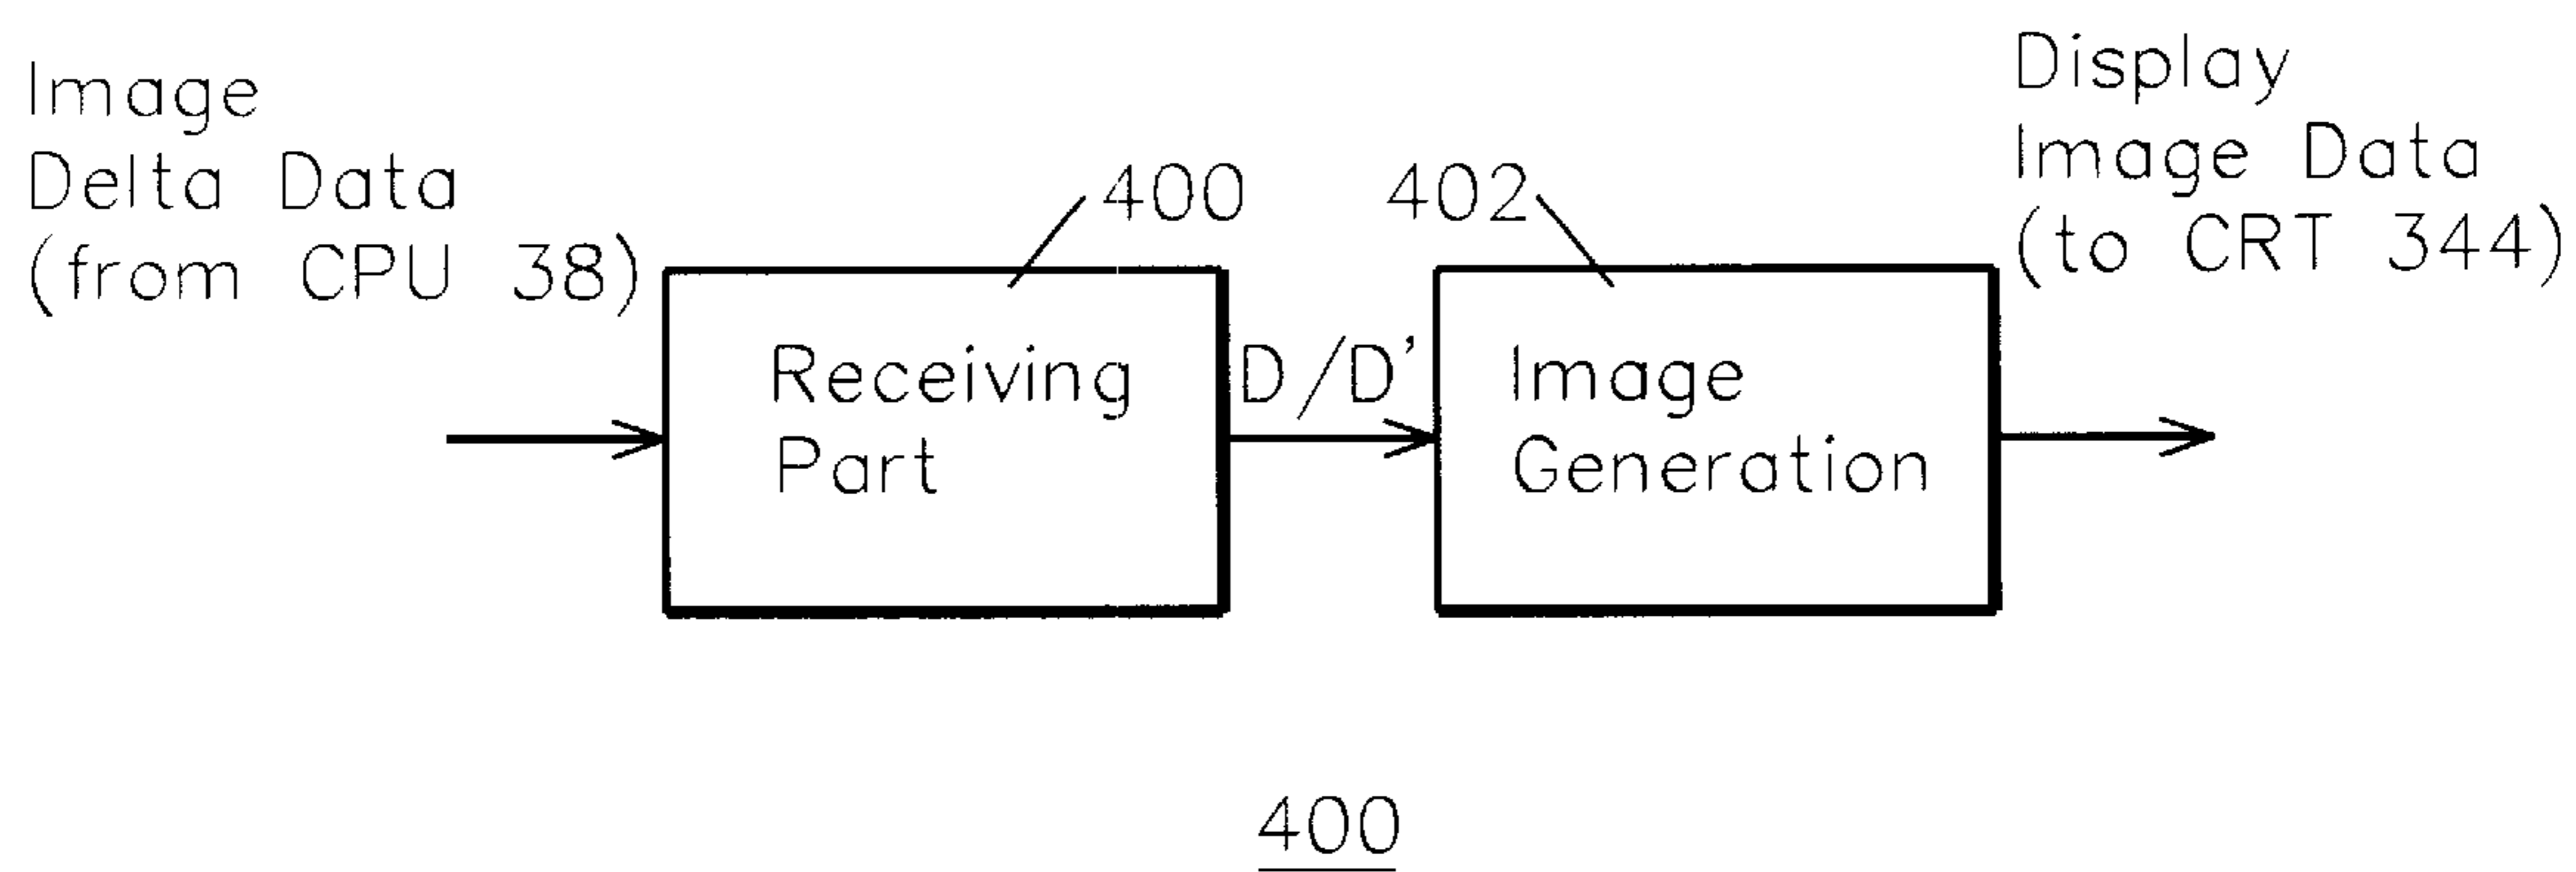 Image
Delta Data
(from CPU 38)
400
Receiving
Part
D/D'
402
Image
Generation
Display
Image Data
(to CRT 344)
400